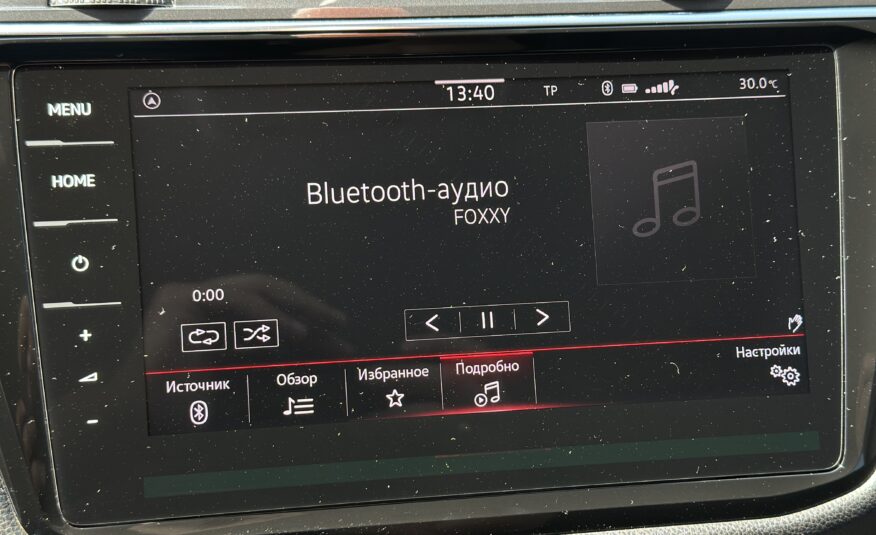 MENU
HOME
+
-
13:40
TP
30.0°C
Bluetooth-аудио
FOXXY
0:00
Настройки
Источник
Обзор
Избранное
Подробно